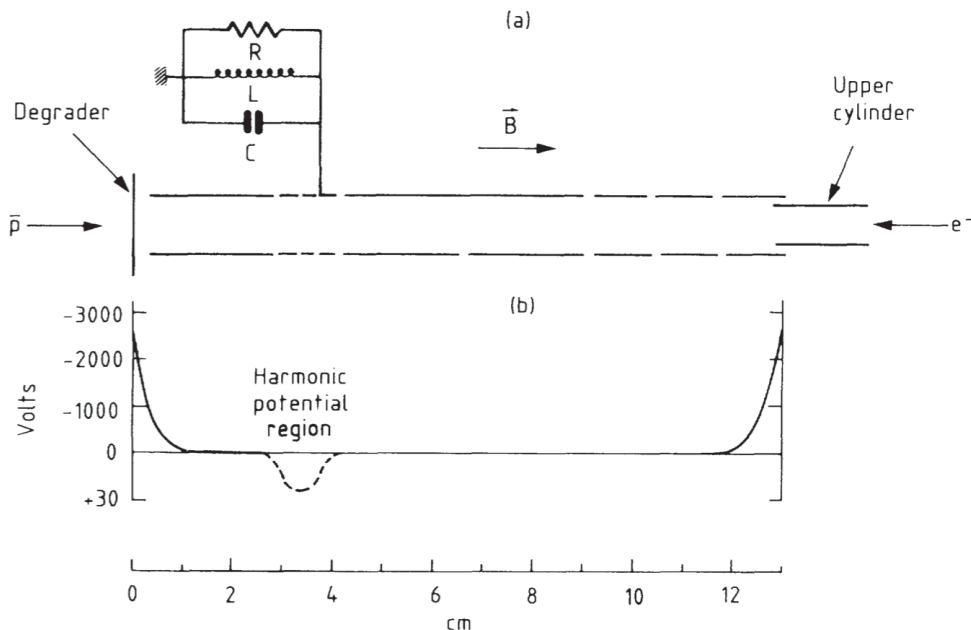 (a)
R
L
C
Degrader
B
Upper
cylinder
p̅
e⁻
(b)
-3000
-2000
-1000
0
+30
Volts
Harmonic
potential
region
0 2 4 6 8 10 12
cm